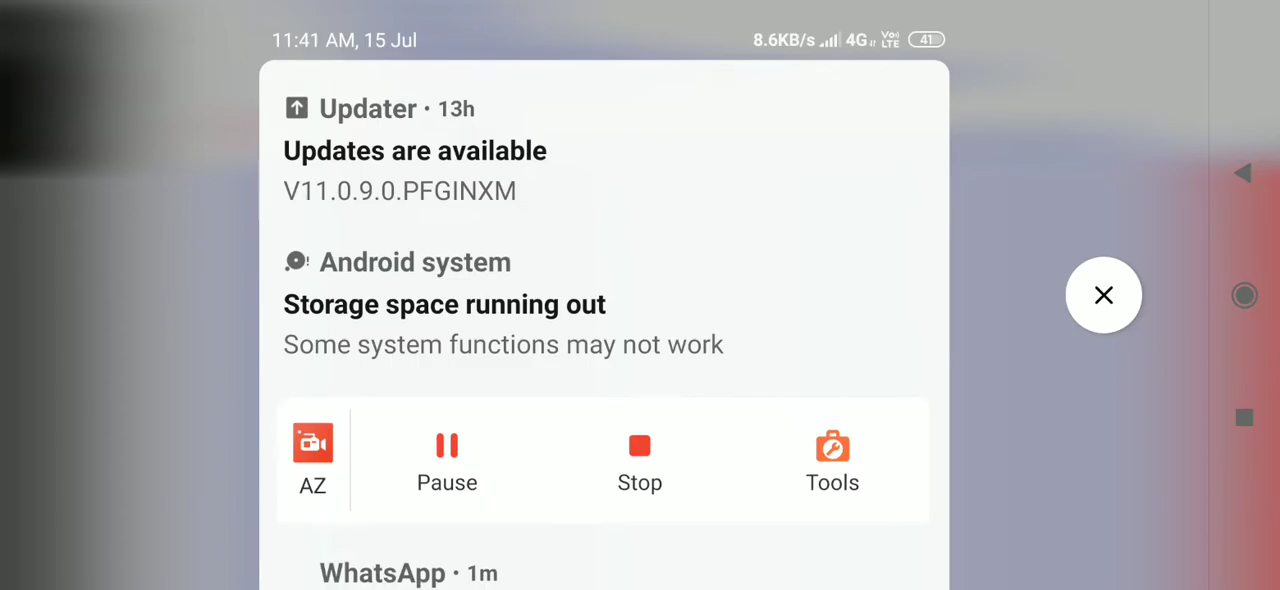 11:41 AM, 15 Jul 8.6KB/s 4G Vo) LTE 41
Updater · 13h
Updates are available
V11.0.9.0.PFGINXM
Android system
Storage space running out
Some system functions may not work
AZ Pause Stop Tools
WhatsApp · 1m